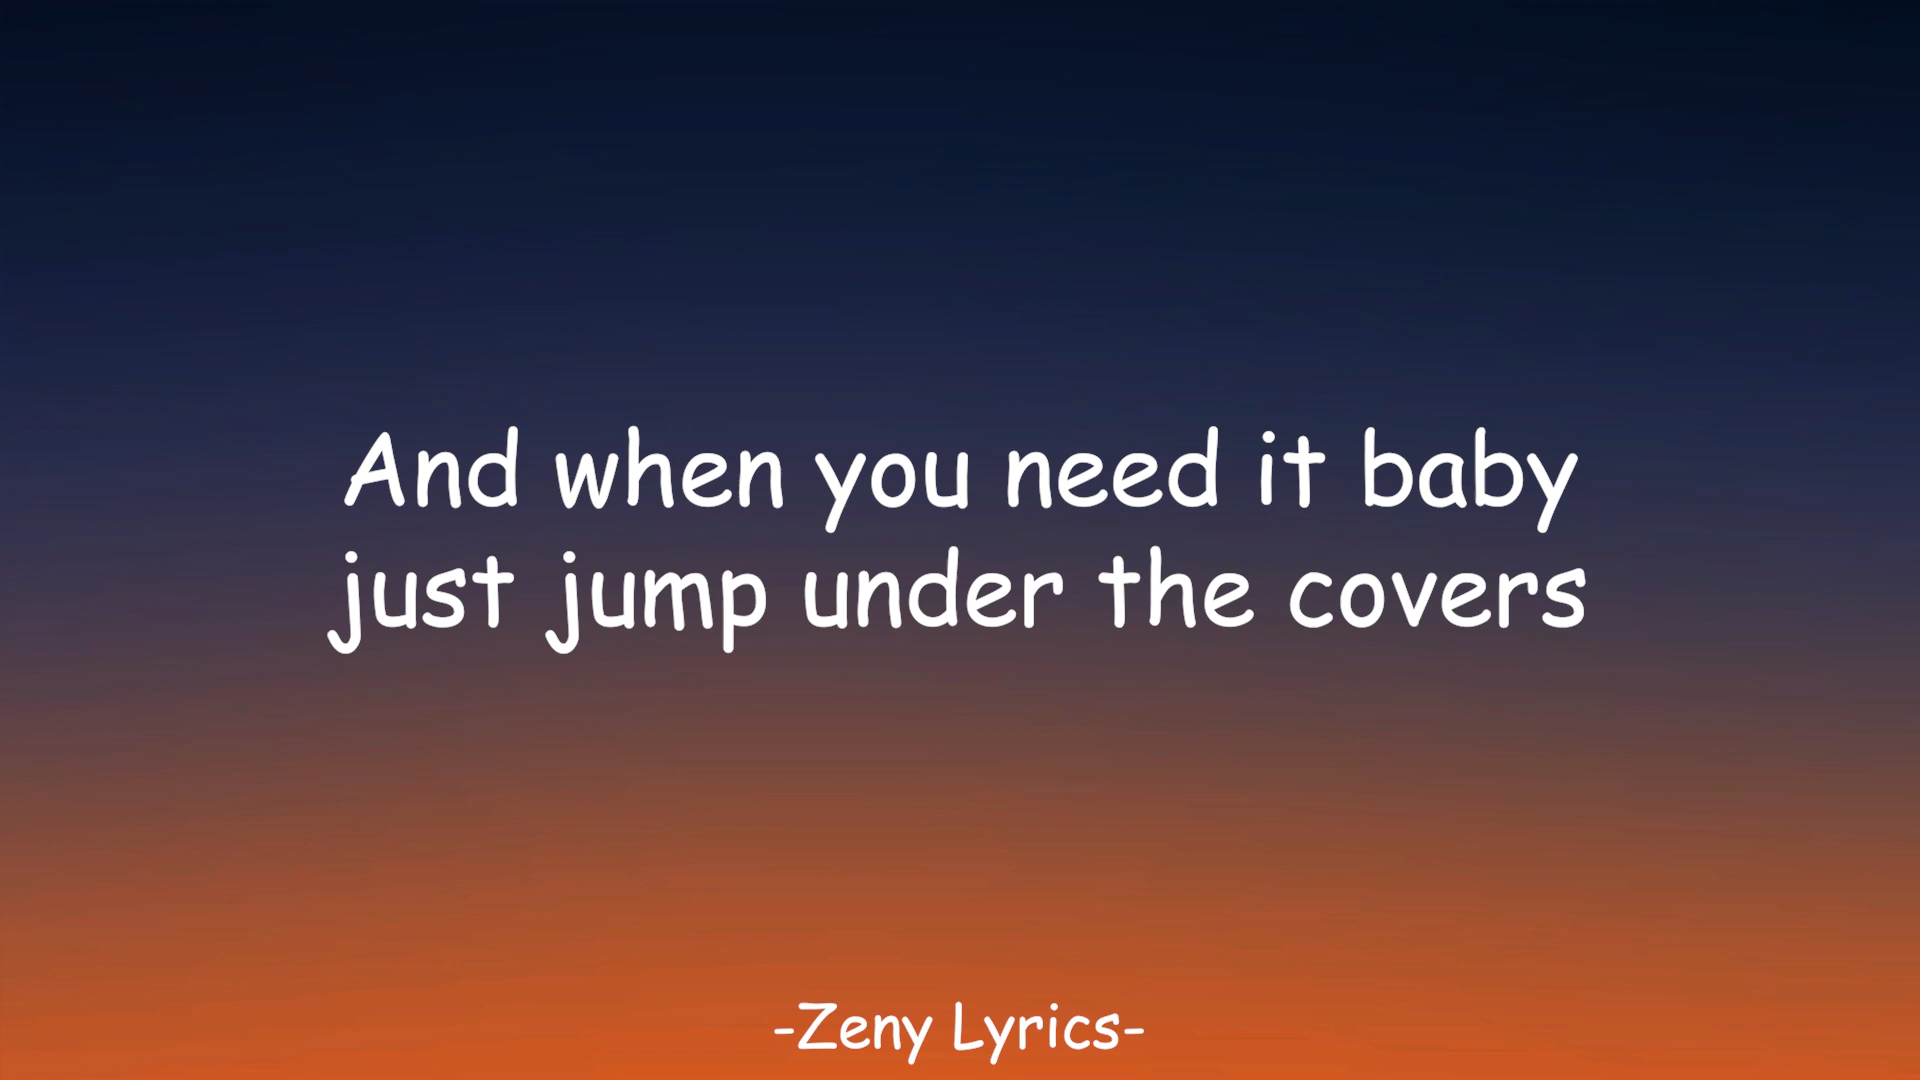 And when you need it baby
just jump under the covers
-Zeny Lyrics-